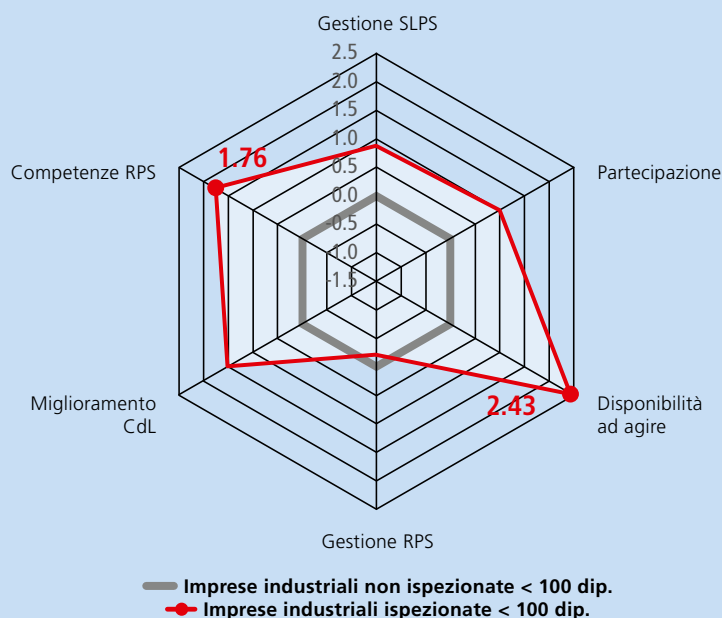 Gestione SLPS
2.5
2.0
1.5
1.0
0.5
0.0
-0.5
-1.0
-1.5
1.76
Competenze RPS
Partecipazione
Miglioramento
CdL
2.43
Disponibilità
ad agire
Gestione RPS
Imprese industriali non ispezionate < 100 dip.
Imprese industriali ispezionate < 100 dip.